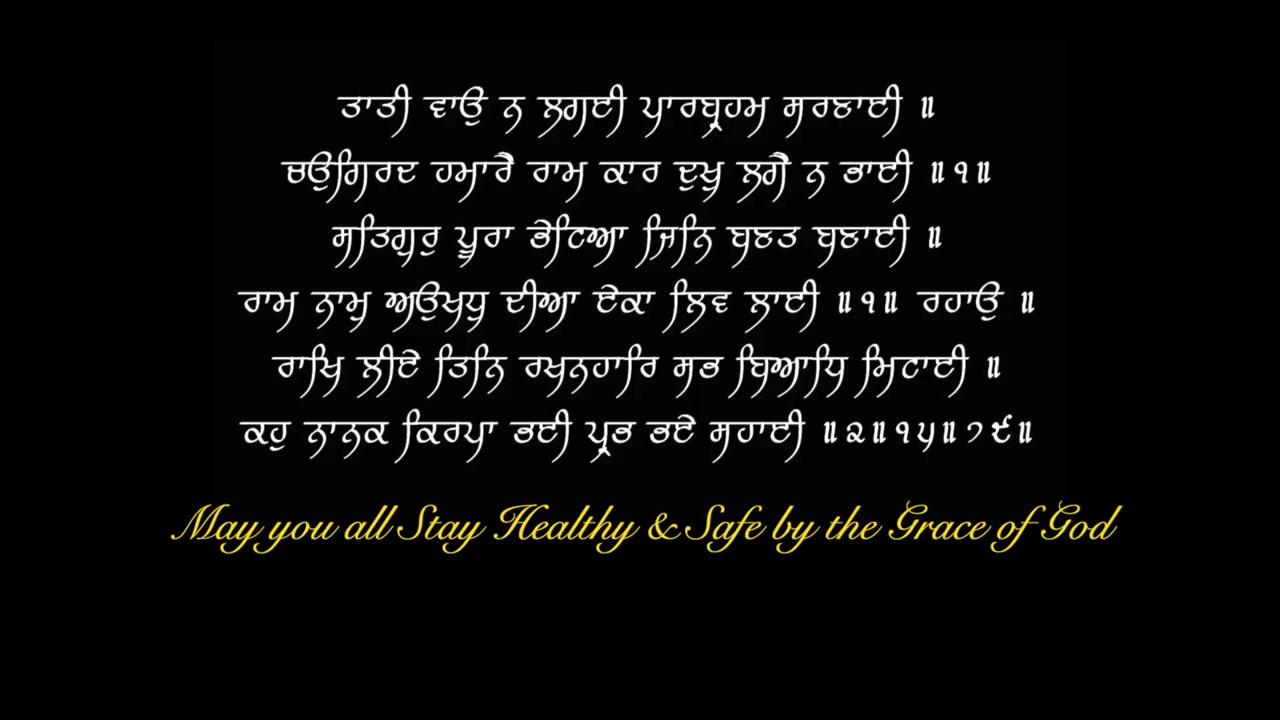 ਤਾਤੀ ਵਾਉ ਨ ਲਗਈ ਪਾਰਬ੍ਰਹਮ ਸਰਣਾਈ ॥
ਚਉਗਿਰਦ ਹਮਾਰੈ ਰਾਮ ਕਾਰ ਦੁਖੁ ਲਗੈ ਨ ਭਾਈ ॥੧॥
ਸਤਿਗੁਰੁ ਪੂਰਾ ਭੇਟਿਆ ਜਿਨਿ ਬਣਤ ਬਣਾਈ ॥
ਰਾਮ ਨਾਮੁ ਅਉਖਧੁ ਦੀਆ ਏਕਾ ਲਿਵ ਲਾਈ ॥੧॥ ਰਹਾਉ ॥
ਰਾਖਿ ਲੀਏ ਤਿਨਿ ਰਖਨਹਾਰਿ ਸਭ ਬਿਆਧਿ ਮਿਟਾਈ ॥
ਕਹੁ ਨਾਨਕ ਕਿਰਪਾ ਭਈ ਪ੍ਰਭ ਭਏ ਸਹਾਈ ॥੨॥੧੫॥੭੯॥
May you all Stay Healthy & Safe by the Grace of God